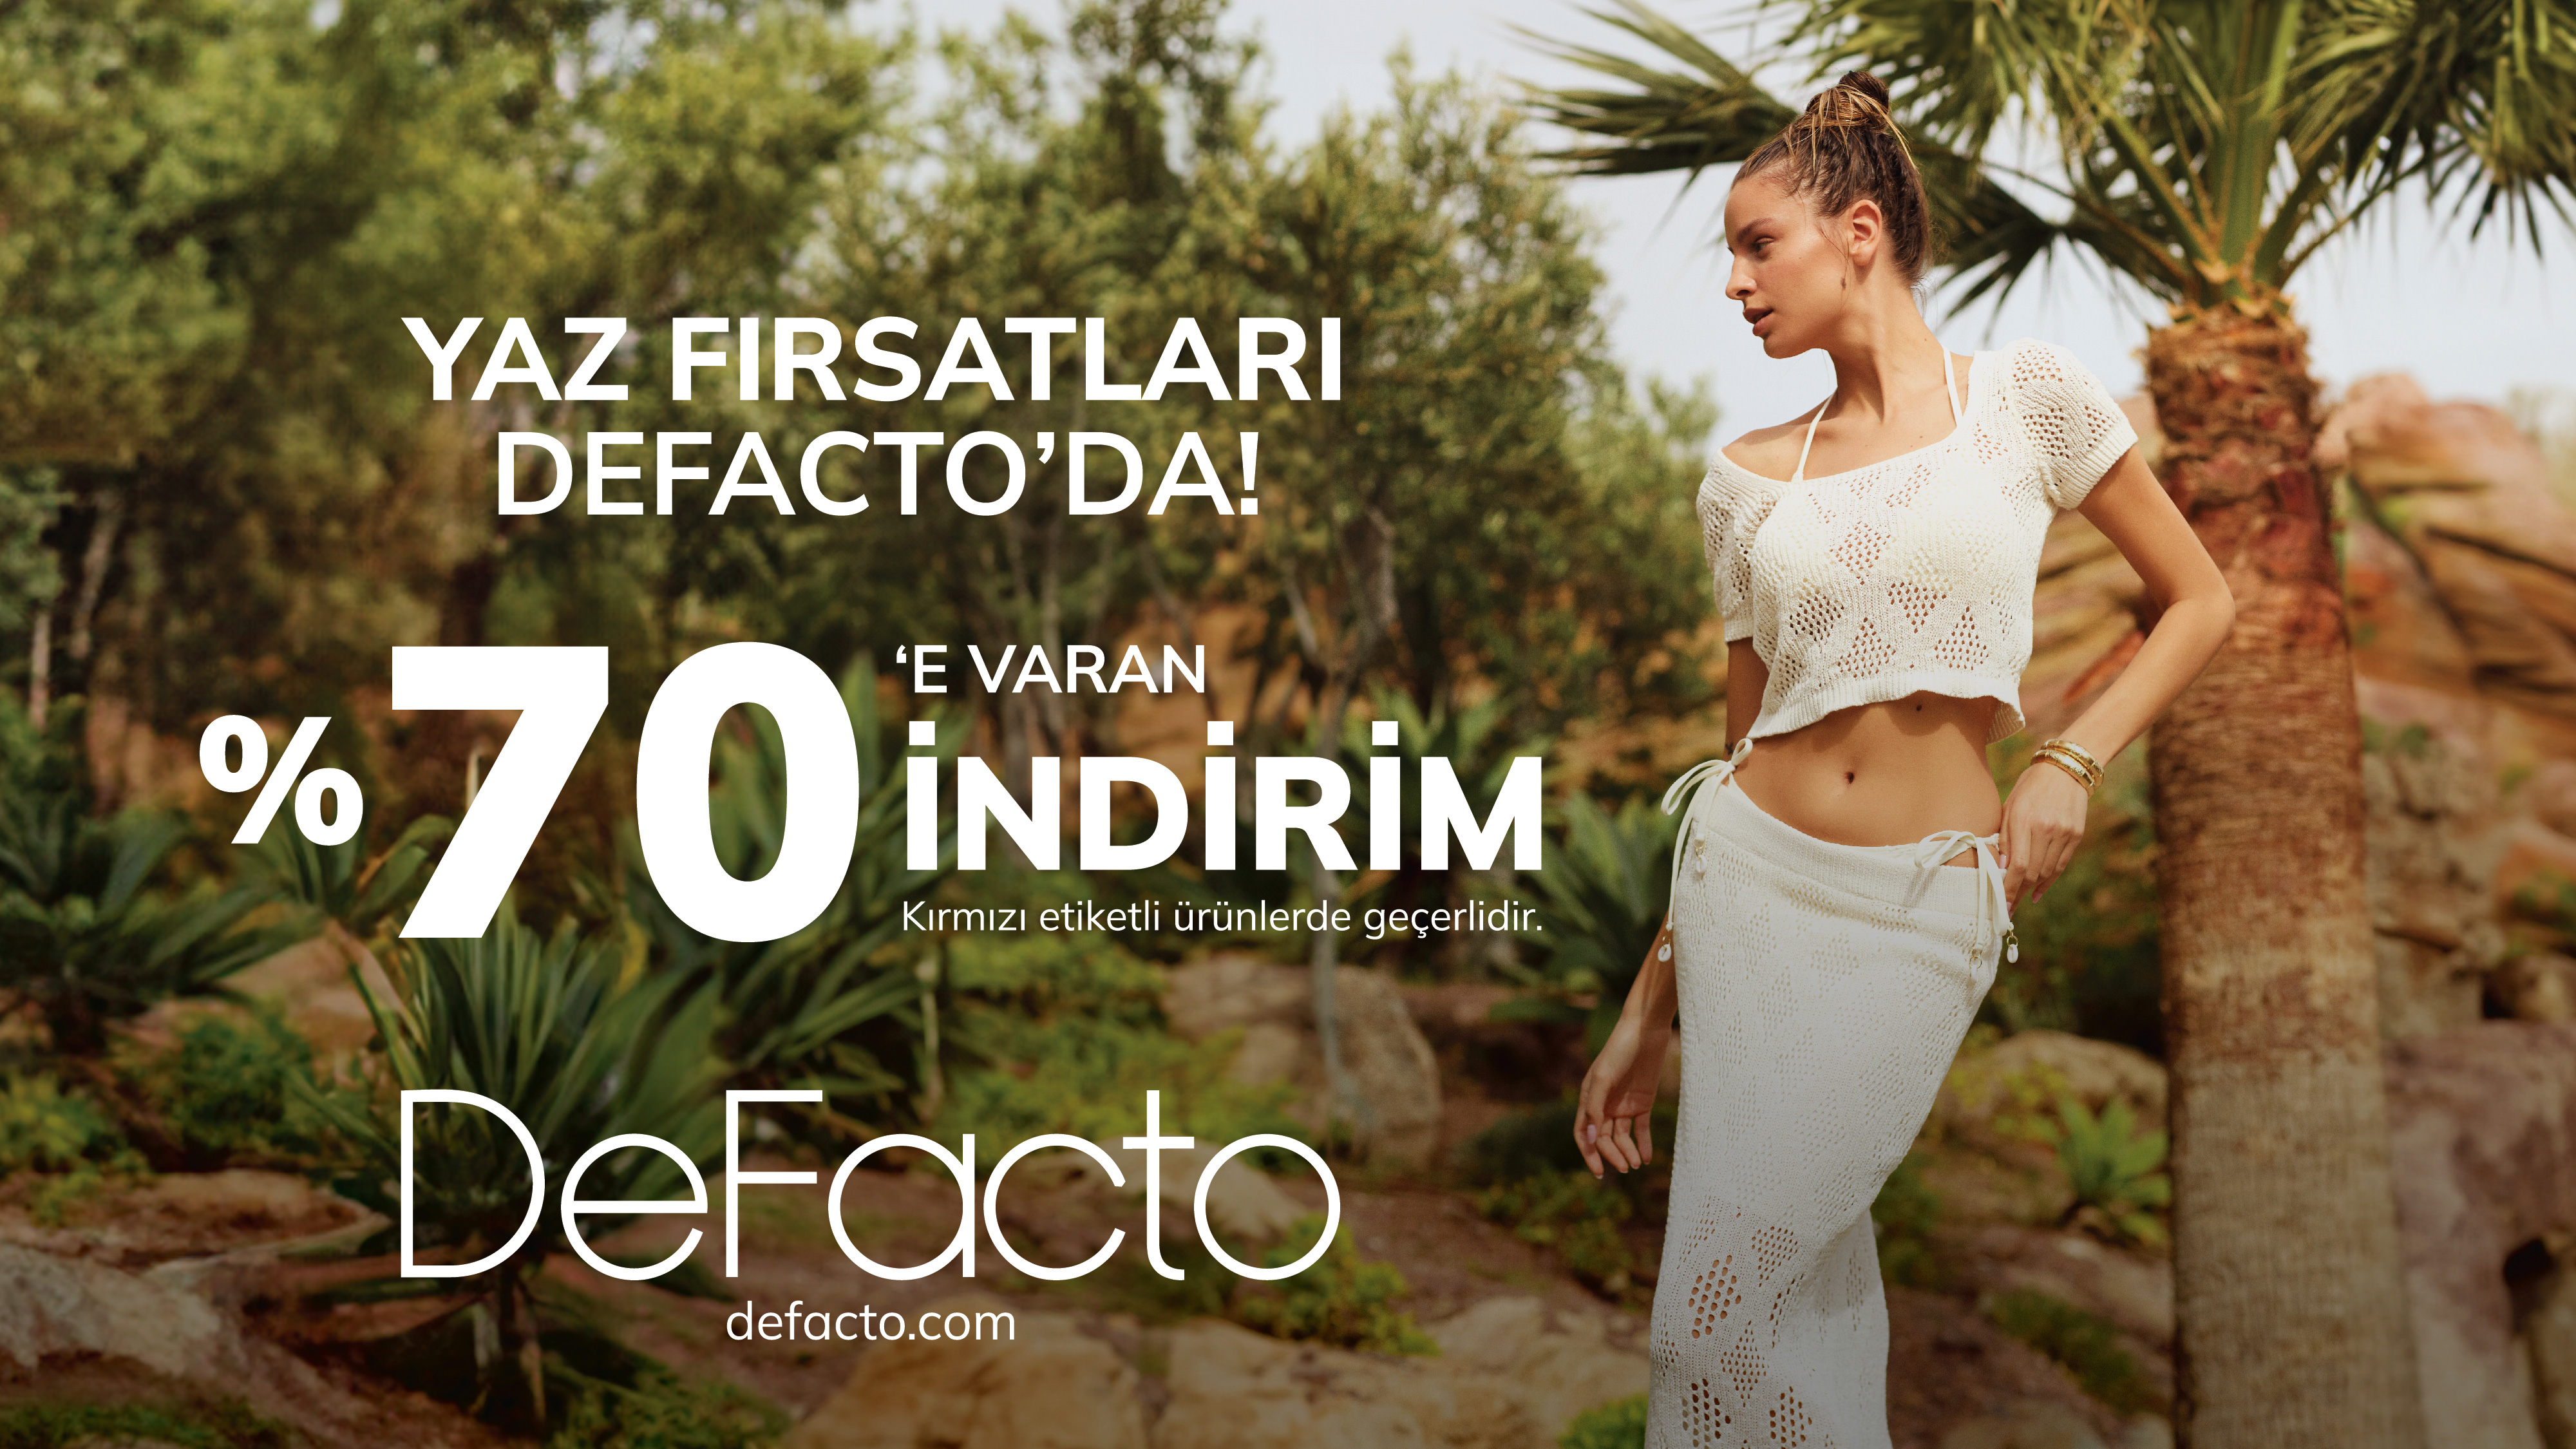 YAZ FIRSATLARI
DEFACTO’DA!
%70 ‘E VARAN
İNDİRİM
Kırmızı etiketli ürünlerde geçerlidir.
DeFacto
defacto.com